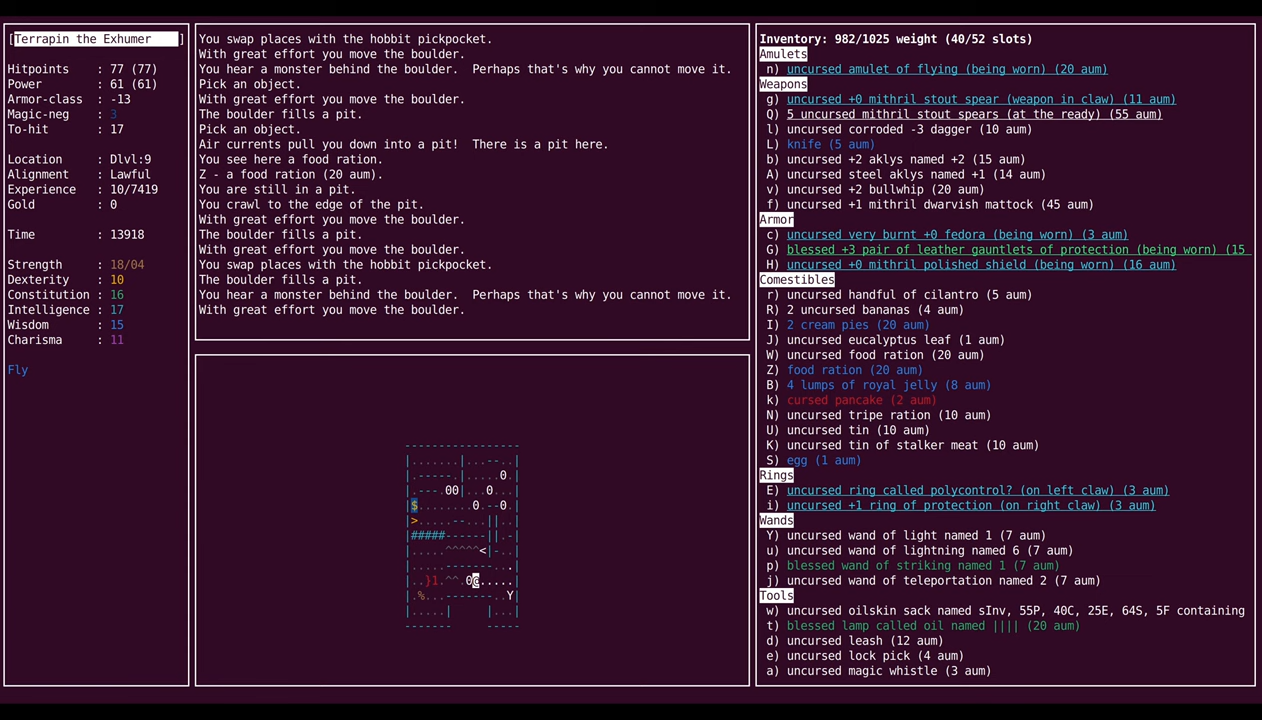 [Terrapin the Exhumer    ]
Hitpoints    : 77 (77)
Power        : 61 (61)
Armor-class  : -13
Magic-neg    : 3
To-hit       : 17
Location     : Dlvl:9
Alignment    : Lawful
Experience   : 10/7419
Gold         : 0
Time         : 13918
Strength     : 18/04
Dexterity    : 10
Constitution : 16
Intelligence : 17
Wisdom       : 15
Charisma     : 11
Fly
You swap places with the hobbit pickpocket.
With great effort you move the boulder.
You hear a monster behind the boulder.  Perhaps that's why you cannot move it.
Pick an object.
With great effort you move the boulder.
The boulder fills a pit.
Pick an object.
Air currents pull you down into a pit!  There is a pit here.
You see here a food ration.
Z - a food ration (20 aum).
You are still in a pit.
You crawl to the edge of the pit.
With great effort you move the boulder.
The boulder fills a pit.
With great effort you move the boulder.
You swap places with the hobbit pickpocket.
The boulder fills a pit.
You hear a monster behind the boulder.  Perhaps that's why you cannot move it.
With great effort you move the boulder.
----------------
|.......|...--..|
|.-----.|.....0.|
|.---.00|...0...|
|$........0.--0.|
|>.....--...||..|
|#####------||.-|
|.....^^^^^<|-..|
|.....-------...|
|..}1.^^.0@.....|
|.%...------..Y|
|.....|     |...|
-------     -----
Inventory: 982/1025 weight (40/52 slots)
Amulets
n) uncursed amulet of flying (being worn) (20 aum)
Weapons
g) uncursed +0 mithril stout spear (weapon in claw) (11 aum)
Q) 5 uncursed mithril stout spears (at the ready) (55 aum)
l) uncursed corroded -3 dagger (10 aum)
L) knife (5 aum)
b) uncursed +2 aklys named +2 (15 aum)
A) uncursed steel aklys named +1 (14 aum)
v) uncursed +2 bullwhip (20 aum)
f) uncursed +1 mithril dwarvish mattock (45 aum)
Armor
c) uncursed very burnt +0 fedora (being worn) (3 aum)
G) blessed +3 pair of leather gauntlets of protection (being worn) (15
H) uncursed +0 mithril polished shield (being worn) (16 aum)
Comestibles
r) uncursed handful of cilantro (5 aum)
R) 2 uncursed bananas (4 aum)
I) 2 cream pies (20 aum)
J) uncursed eucalyptus leaf (1 aum)
W) uncursed food ration (20 aum)
Z) food ration (20 aum)
B) 4 lumps of royal jelly (8 aum)
k) cursed pancake (2 aum)
N) uncursed tripe ration (10 aum)
U) uncursed tin (10 aum)
K) uncursed tin of stalker meat (10 aum)
S) egg (1 aum)
Rings
E) uncursed ring called polycontrol? (on left claw) (3 aum)
i) uncursed +1 ring of protection (on right claw) (3 aum)
Wands
Y) uncursed wand of light named 1 (7 aum)
u) uncursed wand of lightning named 6 (7 aum)
p) blessed wand of striking named 1 (7 aum)
j) uncursed wand of teleportation named 2 (7 aum)
Tools
w) uncursed oilskin sack named sInv, 55P, 40C, 25E, 64S, 5F containing
t) blessed lamp called oil named |||| (20 aum)
d) uncursed leash (12 aum)
e) uncursed lock pick (4 aum)
a) uncursed magic whistle (3 aum)